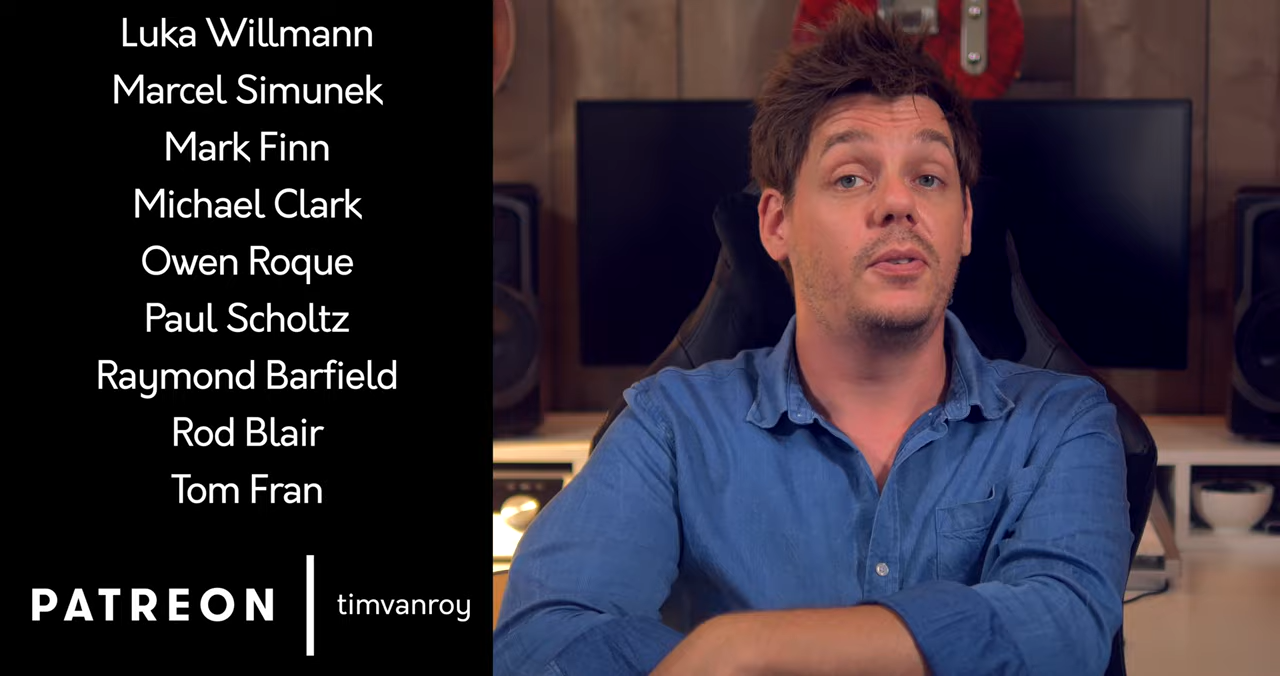 Luka Willmann
Marcel Simunek
Mark Finn
Michael Clark
Owen Roque
Paul Scholtz
Raymond Barfield
Rod Blair
Tom Fran
PATREON | timvanroy